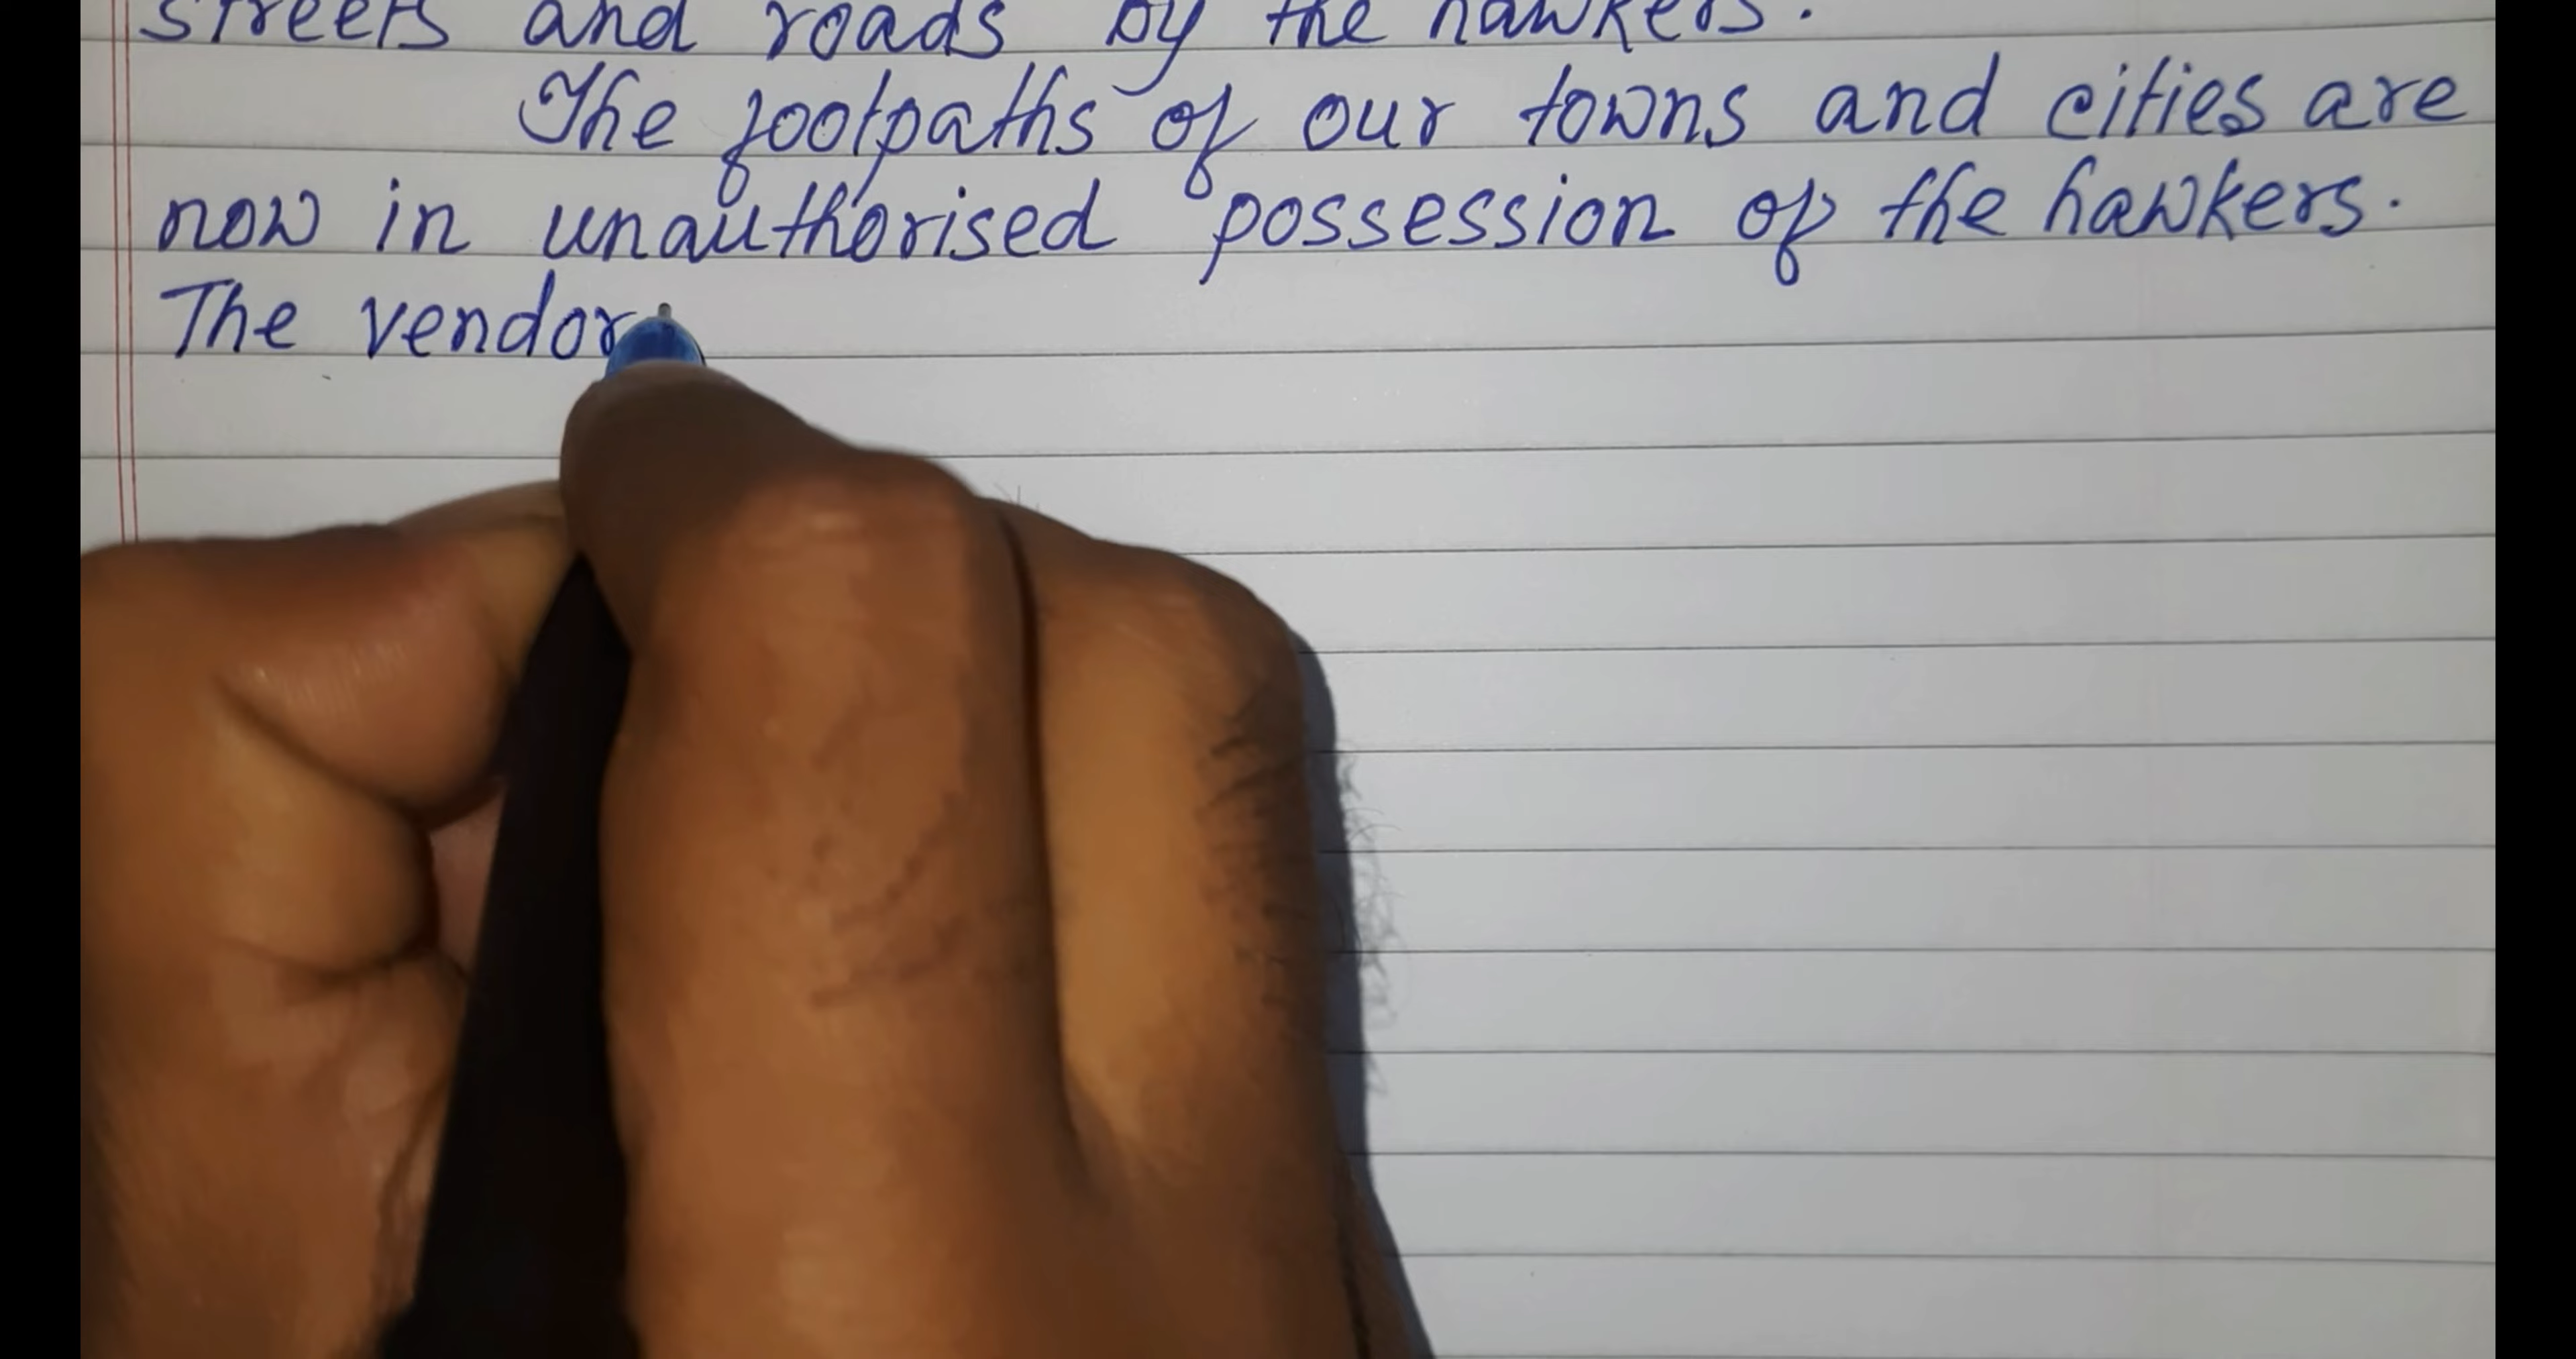 streets and roads by the hawkers.
The footpaths of our towns and cities are
now in unauthorised possession of the hawkers.
The vendor